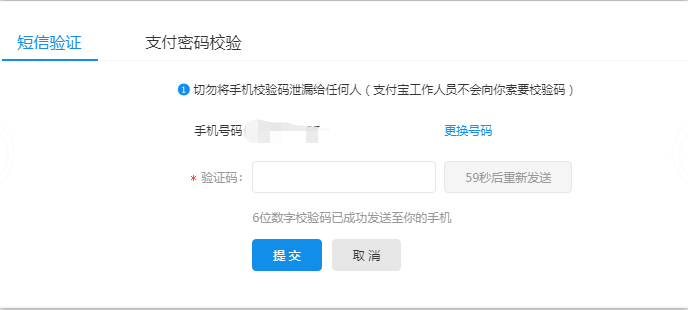 短信验证 支付密码校验
切勿将手机校验码泄漏给任何人（支付宝工作人员不会向你索要校验码）
手机号码 更换号码
* 验证码： 59秒后重新发送
6位数字校验码已成功发送至你的手机
提 交 取 消